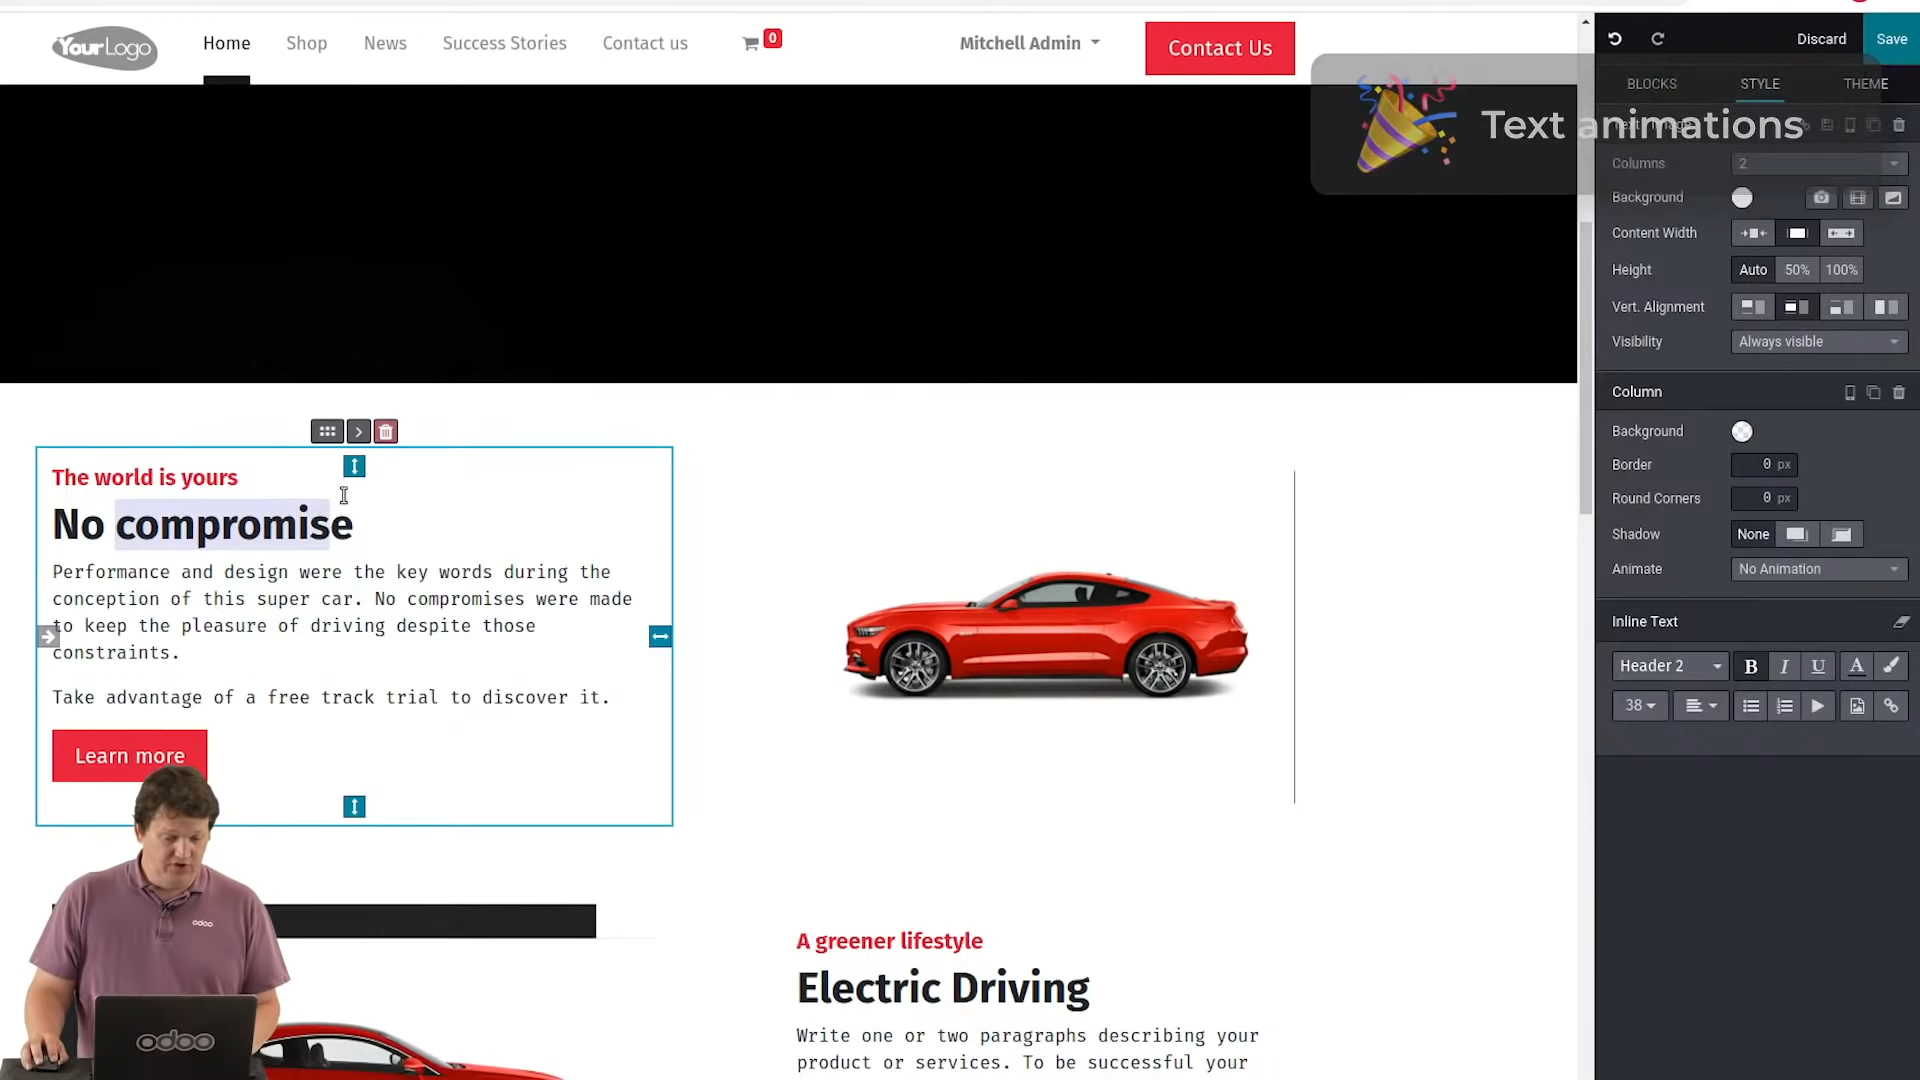 YourLogo
Home
Shop
News
Success Stories
Contact us
0
Mitchell Admin
Contact Us
Discard
Save
BLOCKS
STYLE
THEME
Text animations
Columns
2
Background
Content Width
Height
Auto
50%
100%
Vert. Alignment
Visibility
Always visible
Column
Background
Border
0 px
Round Corners
0 px
Shadow
None
Animate
No Animation
Inline Text
Header 2
B
I
U
A
38
The world is yours
No compromise
Performance and design were the key words during the
conception of this super car. No compromises were made
to keep the pleasure of driving despite those
constraints.
Take advantage of a free track trial to discover it.
Learn more
A greener lifestyle
Electric Driving
Write one or two paragraphs describing your
product or services. To be successful your
odoo
odoo